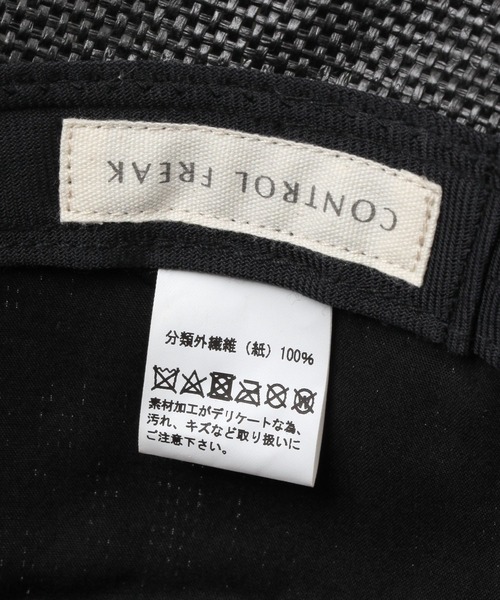 CONTROL FREAK
分類外繊維（紙）100%
素材加工がデリケートな為、
汚れ、キズなど取り扱いに
ご注意下さい。